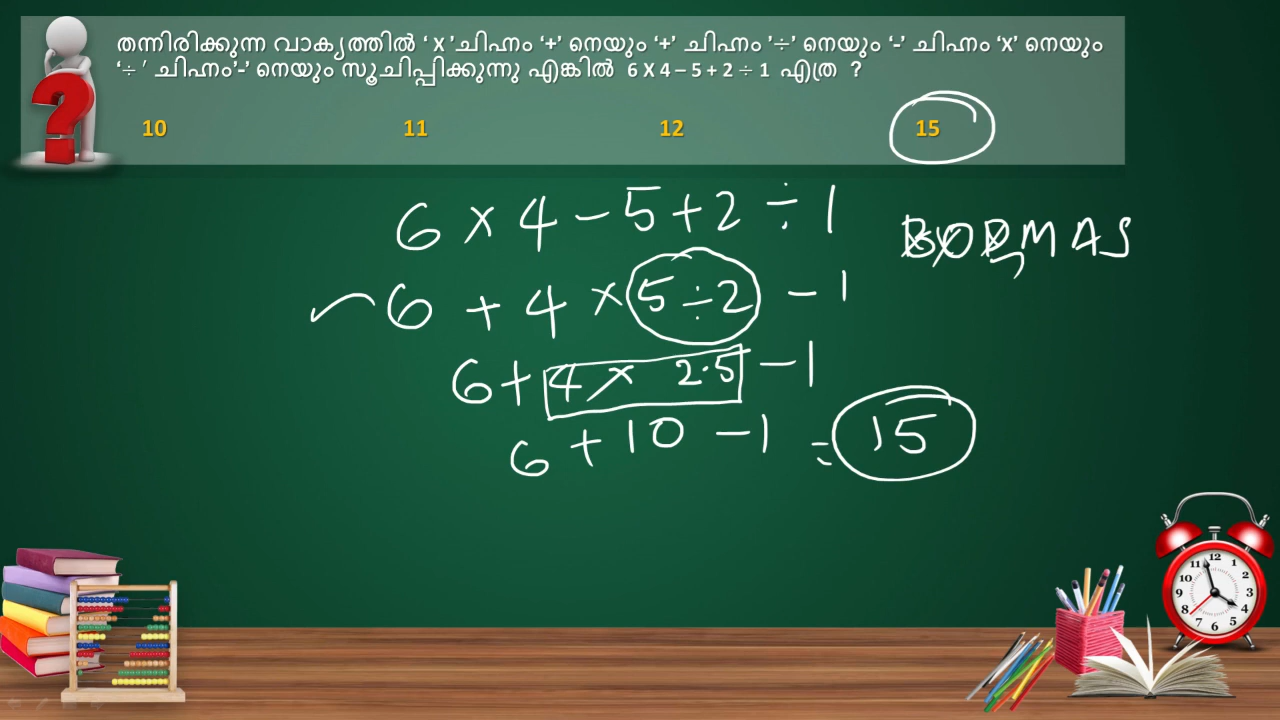 തന്നിരിക്കുന്ന വാക്യത്തിൽ ‘ X ’ചിഹ്നം ‘+’ നെയും ‘+’ ചിഹ്നം ’÷’ നെയും ‘-’ ചിഹ്നം ‘x’ നെയും
‘÷ ’ ചിഹ്നം’-’ നെയും സൂചിപ്പിക്കുന്നു എങ്കിൽ 6 X 4 – 5 + 2 ÷ 1 എത്ര ?
10 11 12 15
6 × 4 - 5 + 2 ÷ 1
BODMAS
6 + 4 × 5 ÷ 2 - 1
6 + 4 × 2.5 - 1
6 + 10 - 1 = 15